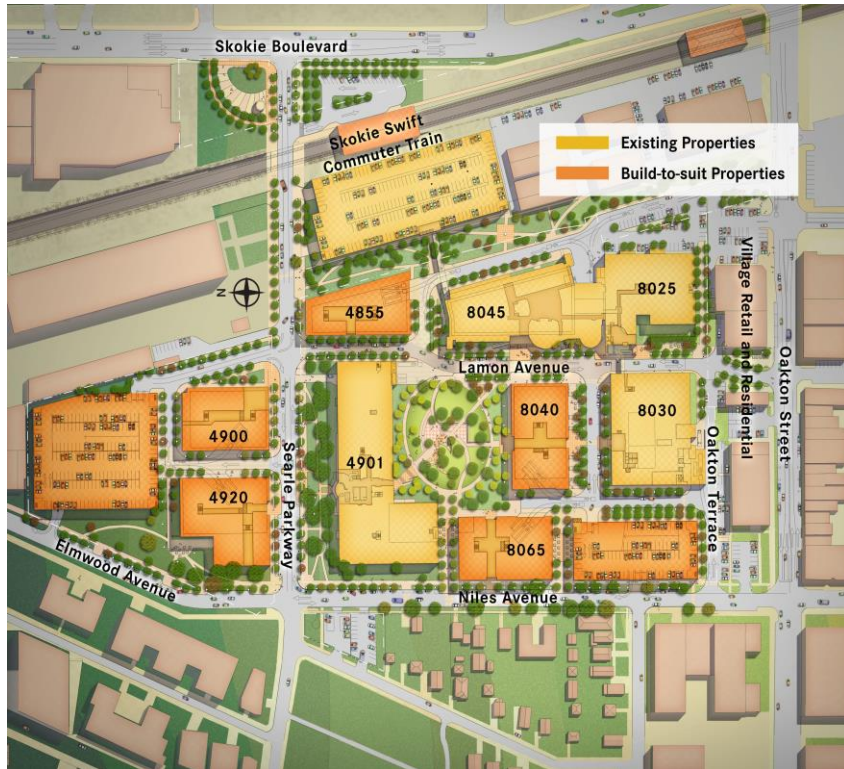 Skokie Boulevard
Skokie Swift
Commuter Train
Existing Properties
Build-to-suit Properties
N
4855
8045
8025
Village Retail and Residential
Oakton Street
Lamon Avenue
4900
4901
8040
8030
Searle Parkway
4920
8065
Oakton Terrace
Elmwood Avenue
Niles Avenue